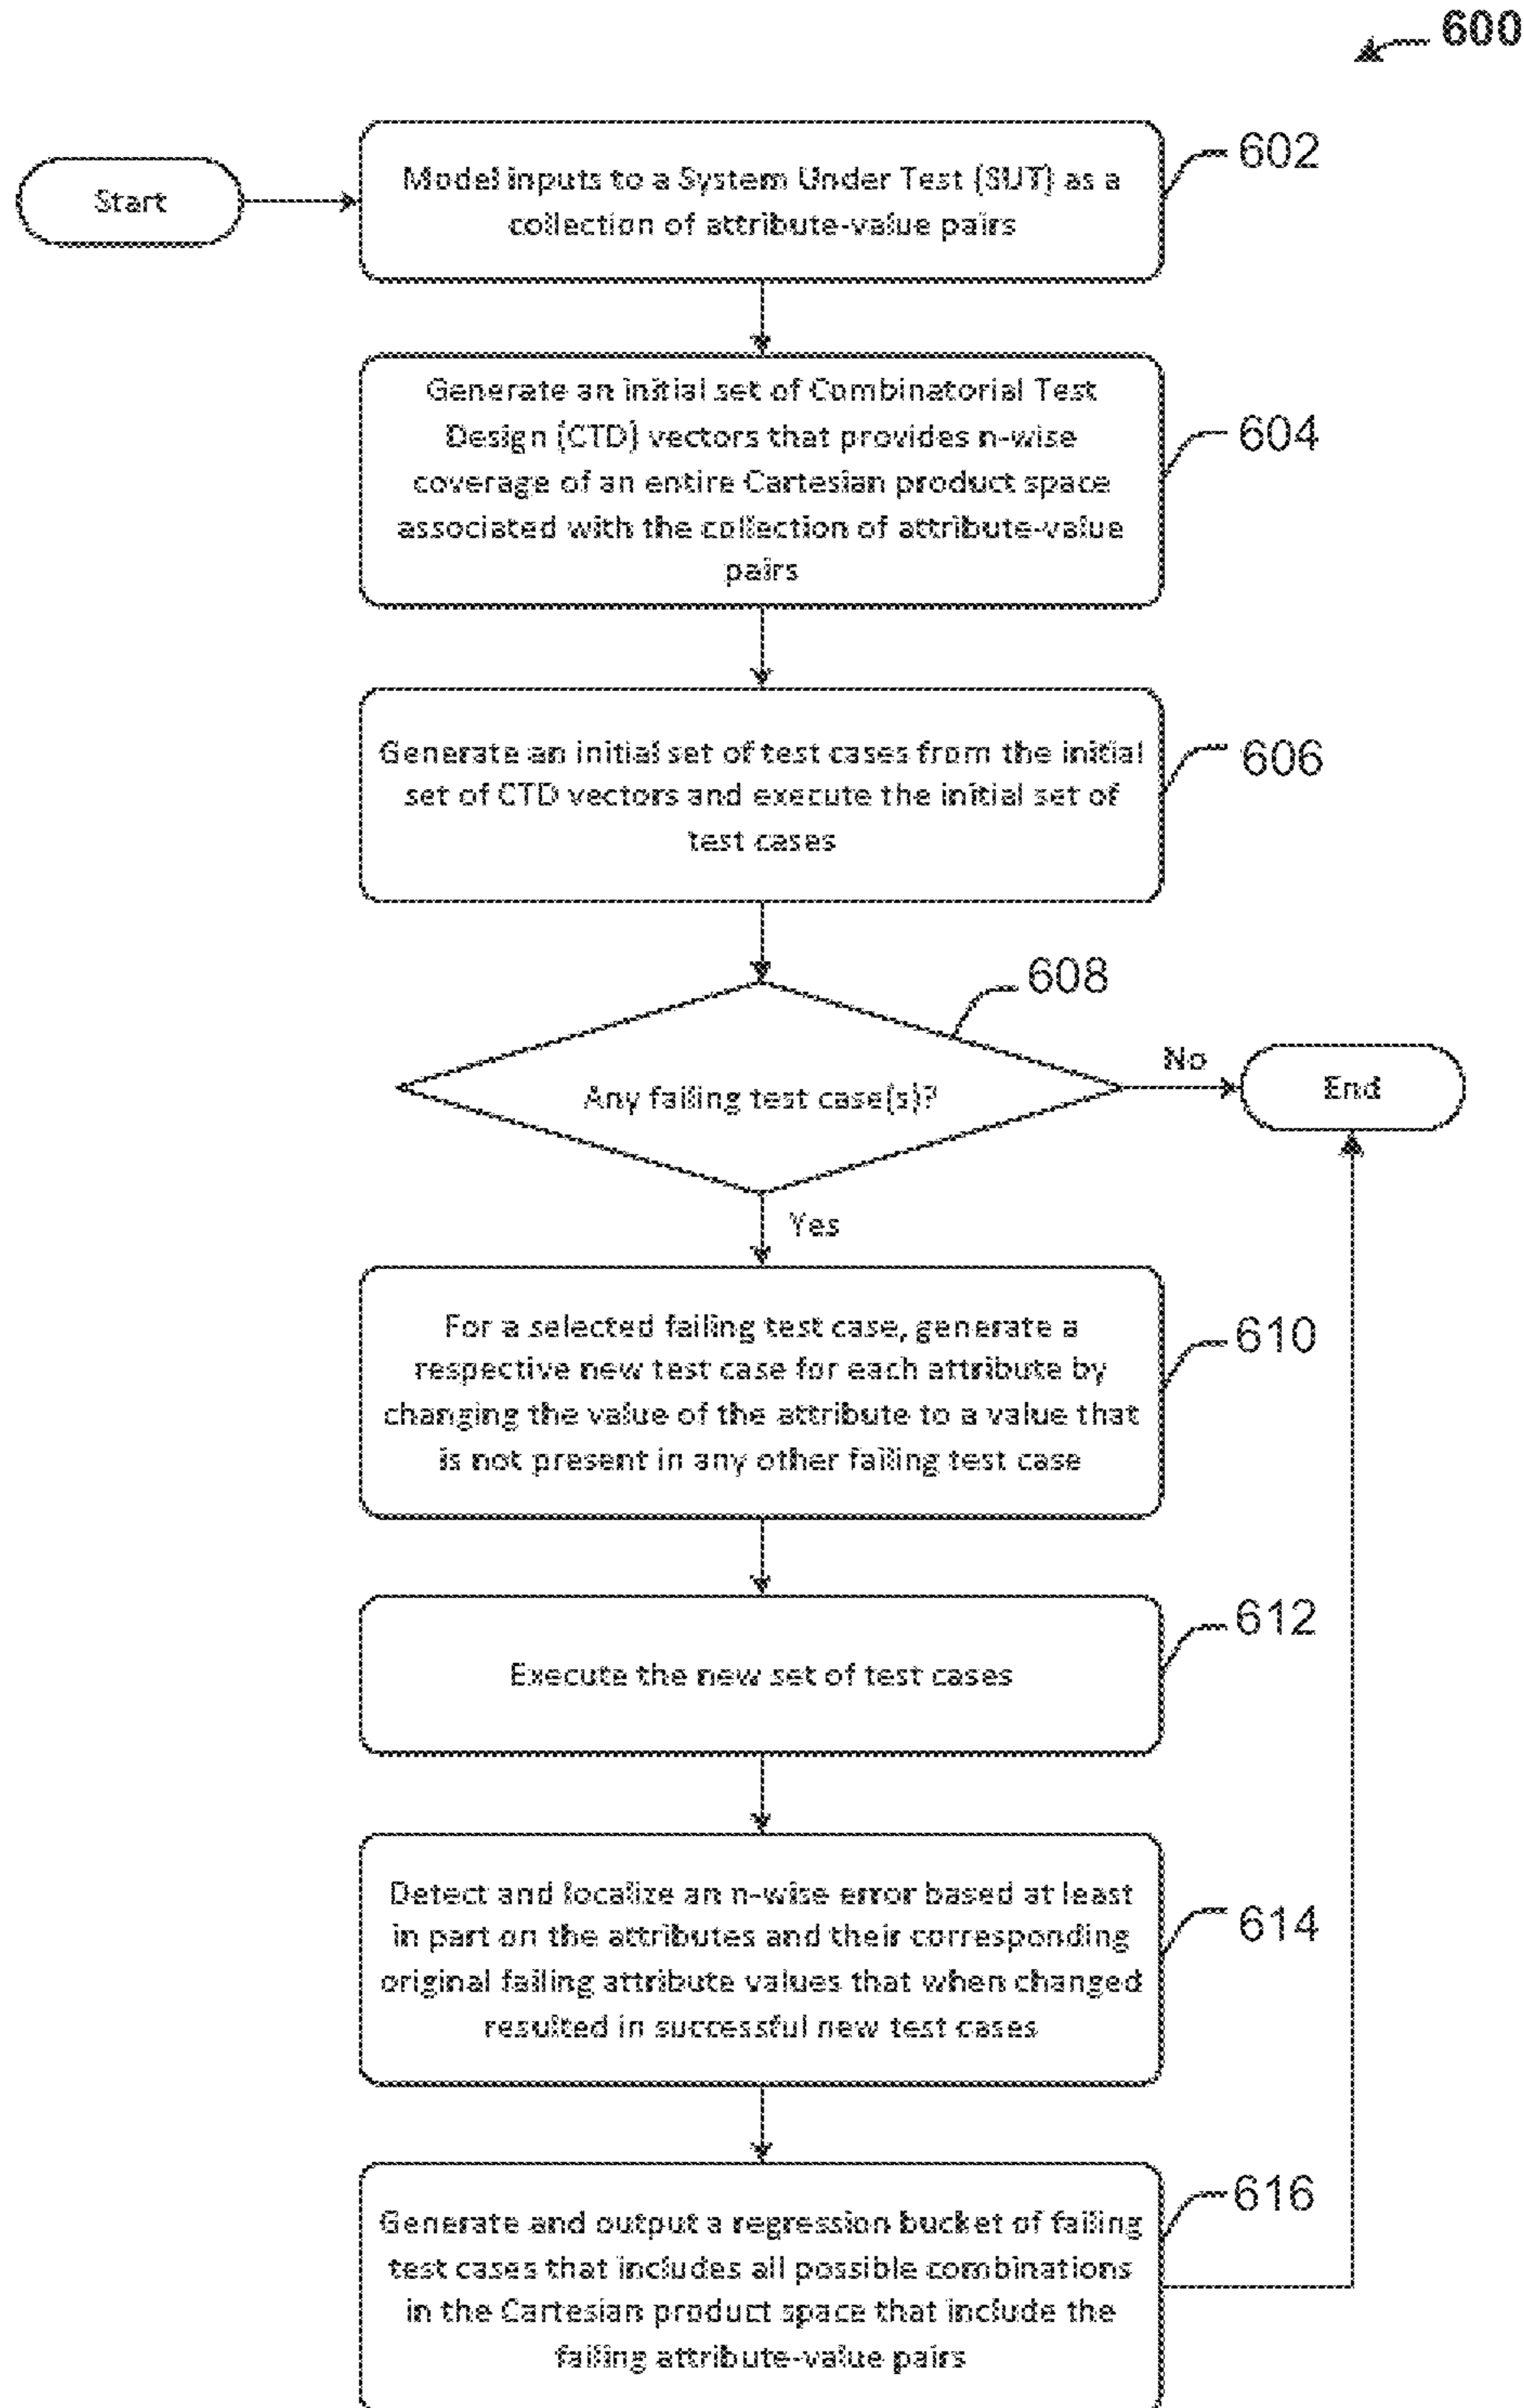 600
Start
Model inputs to a System Under Test (SUT) as a
collection of attribute-value pairs
602
Generate an initial set of Combinatorial Test
Design (CTD) vectors that provides n-wise
coverage of an entire Cartesian product space
associated with the collection of attribute-value
pairs
604
Generate an initial set of test cases from the initial
set of CTD vectors and execute the initial set of
test cases
606
608
Any failing test case(s)?
No
End
Yes
For a selected failing test case, generate a
respective new test case for each attribute by
changing the value of the attribute to a value that
is not present in any other failing test case
610
Execute the new set of test cases
612
Detect and localize an n-wise error based at least
in part on the attributes and their corresponding
original failing attribute values that when changed
resulted in successful new test cases
614
Generate and output a regression bucket of failing
test cases that includes all possible combinations
in the Cartesian product space that include the
failing attribute-value pairs
616